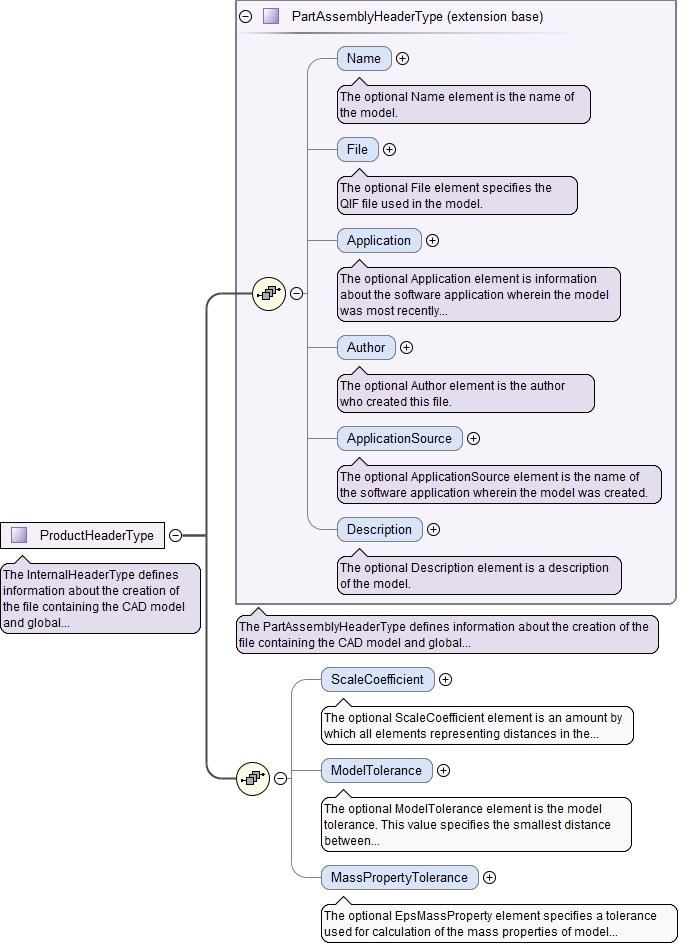 PartAssemblyHeaderType (extension base)
Name
The optional Name element is the name of
the model.
File
The optional File element specifies the
QIF file used in the model.
Application
The optional Application element is information
about the software application wherein the model
was most recently...
Author
The optional Author element is the author
who created this file.
ApplicationSource
The optional ApplicationSource element is the name of
the software application wherein the model was created.
Description
The optional Description element is a description
of the model.
ProductHeaderType
The InternalHeaderType defines
information about the creation of
the file containing the CAD model
and global...
The PartAssemblyHeaderType defines information about the creation of the
file containing the CAD model and global...
ScaleCoefficient
The optional ScaleCoefficient element is an amount by
which all elements representing distances in the...
ModelTolerance
The optional ModelTolerance element is the model
tolerance. This value specifies the smallest distance
between...
MassPropertyTolerance
The optional EpsMassProperty element specifies a tolerance
used for calculation of the mass properties of model...